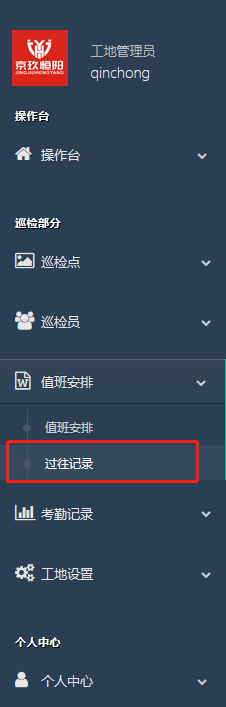 京玖恒阳
JINGJIUHENGYANG
工地管理员
qinchong
操作台
操作台
巡检部分
巡检点
巡检员
值班安排
值班安排
过往记录
考勤记录
工地设置
个人中心
个人中心